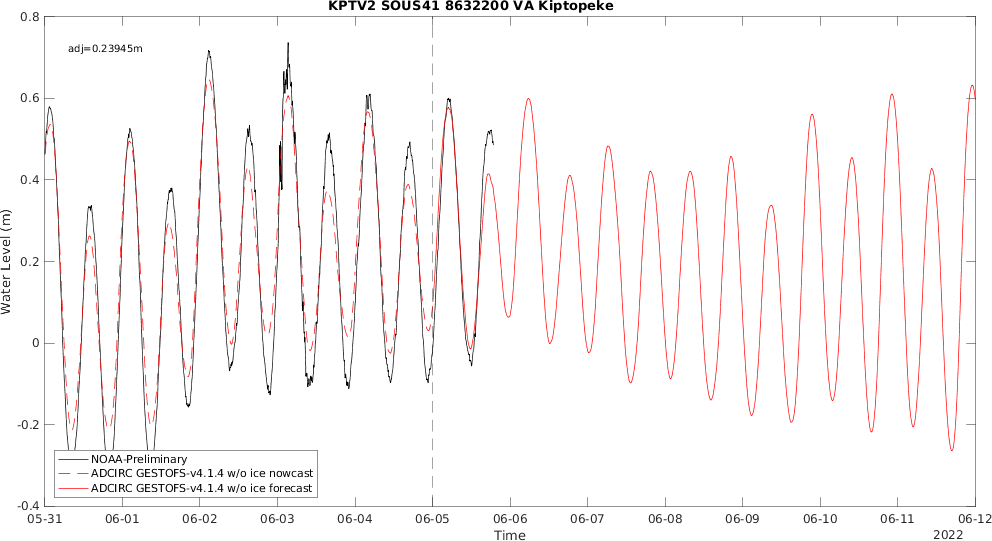 KPTV2 SOUS41 8632200 VA Kiptopeke
adj=0.23945m
Water Level (m)
0.8
0.6
0.4
0.2
0
-0.2
-0.4
NOAA-Preliminary
ADCIRC GESTOFS-v4.1.4 w/o ice nowcast
ADCIRC GESTOFS-v4.1.4 w/o ice forecast
05-31 06-01 06-02 06-03 06-04 06-05 06-06 06-07 06-08 06-09 06-10 06-11 06-12
Time
2022